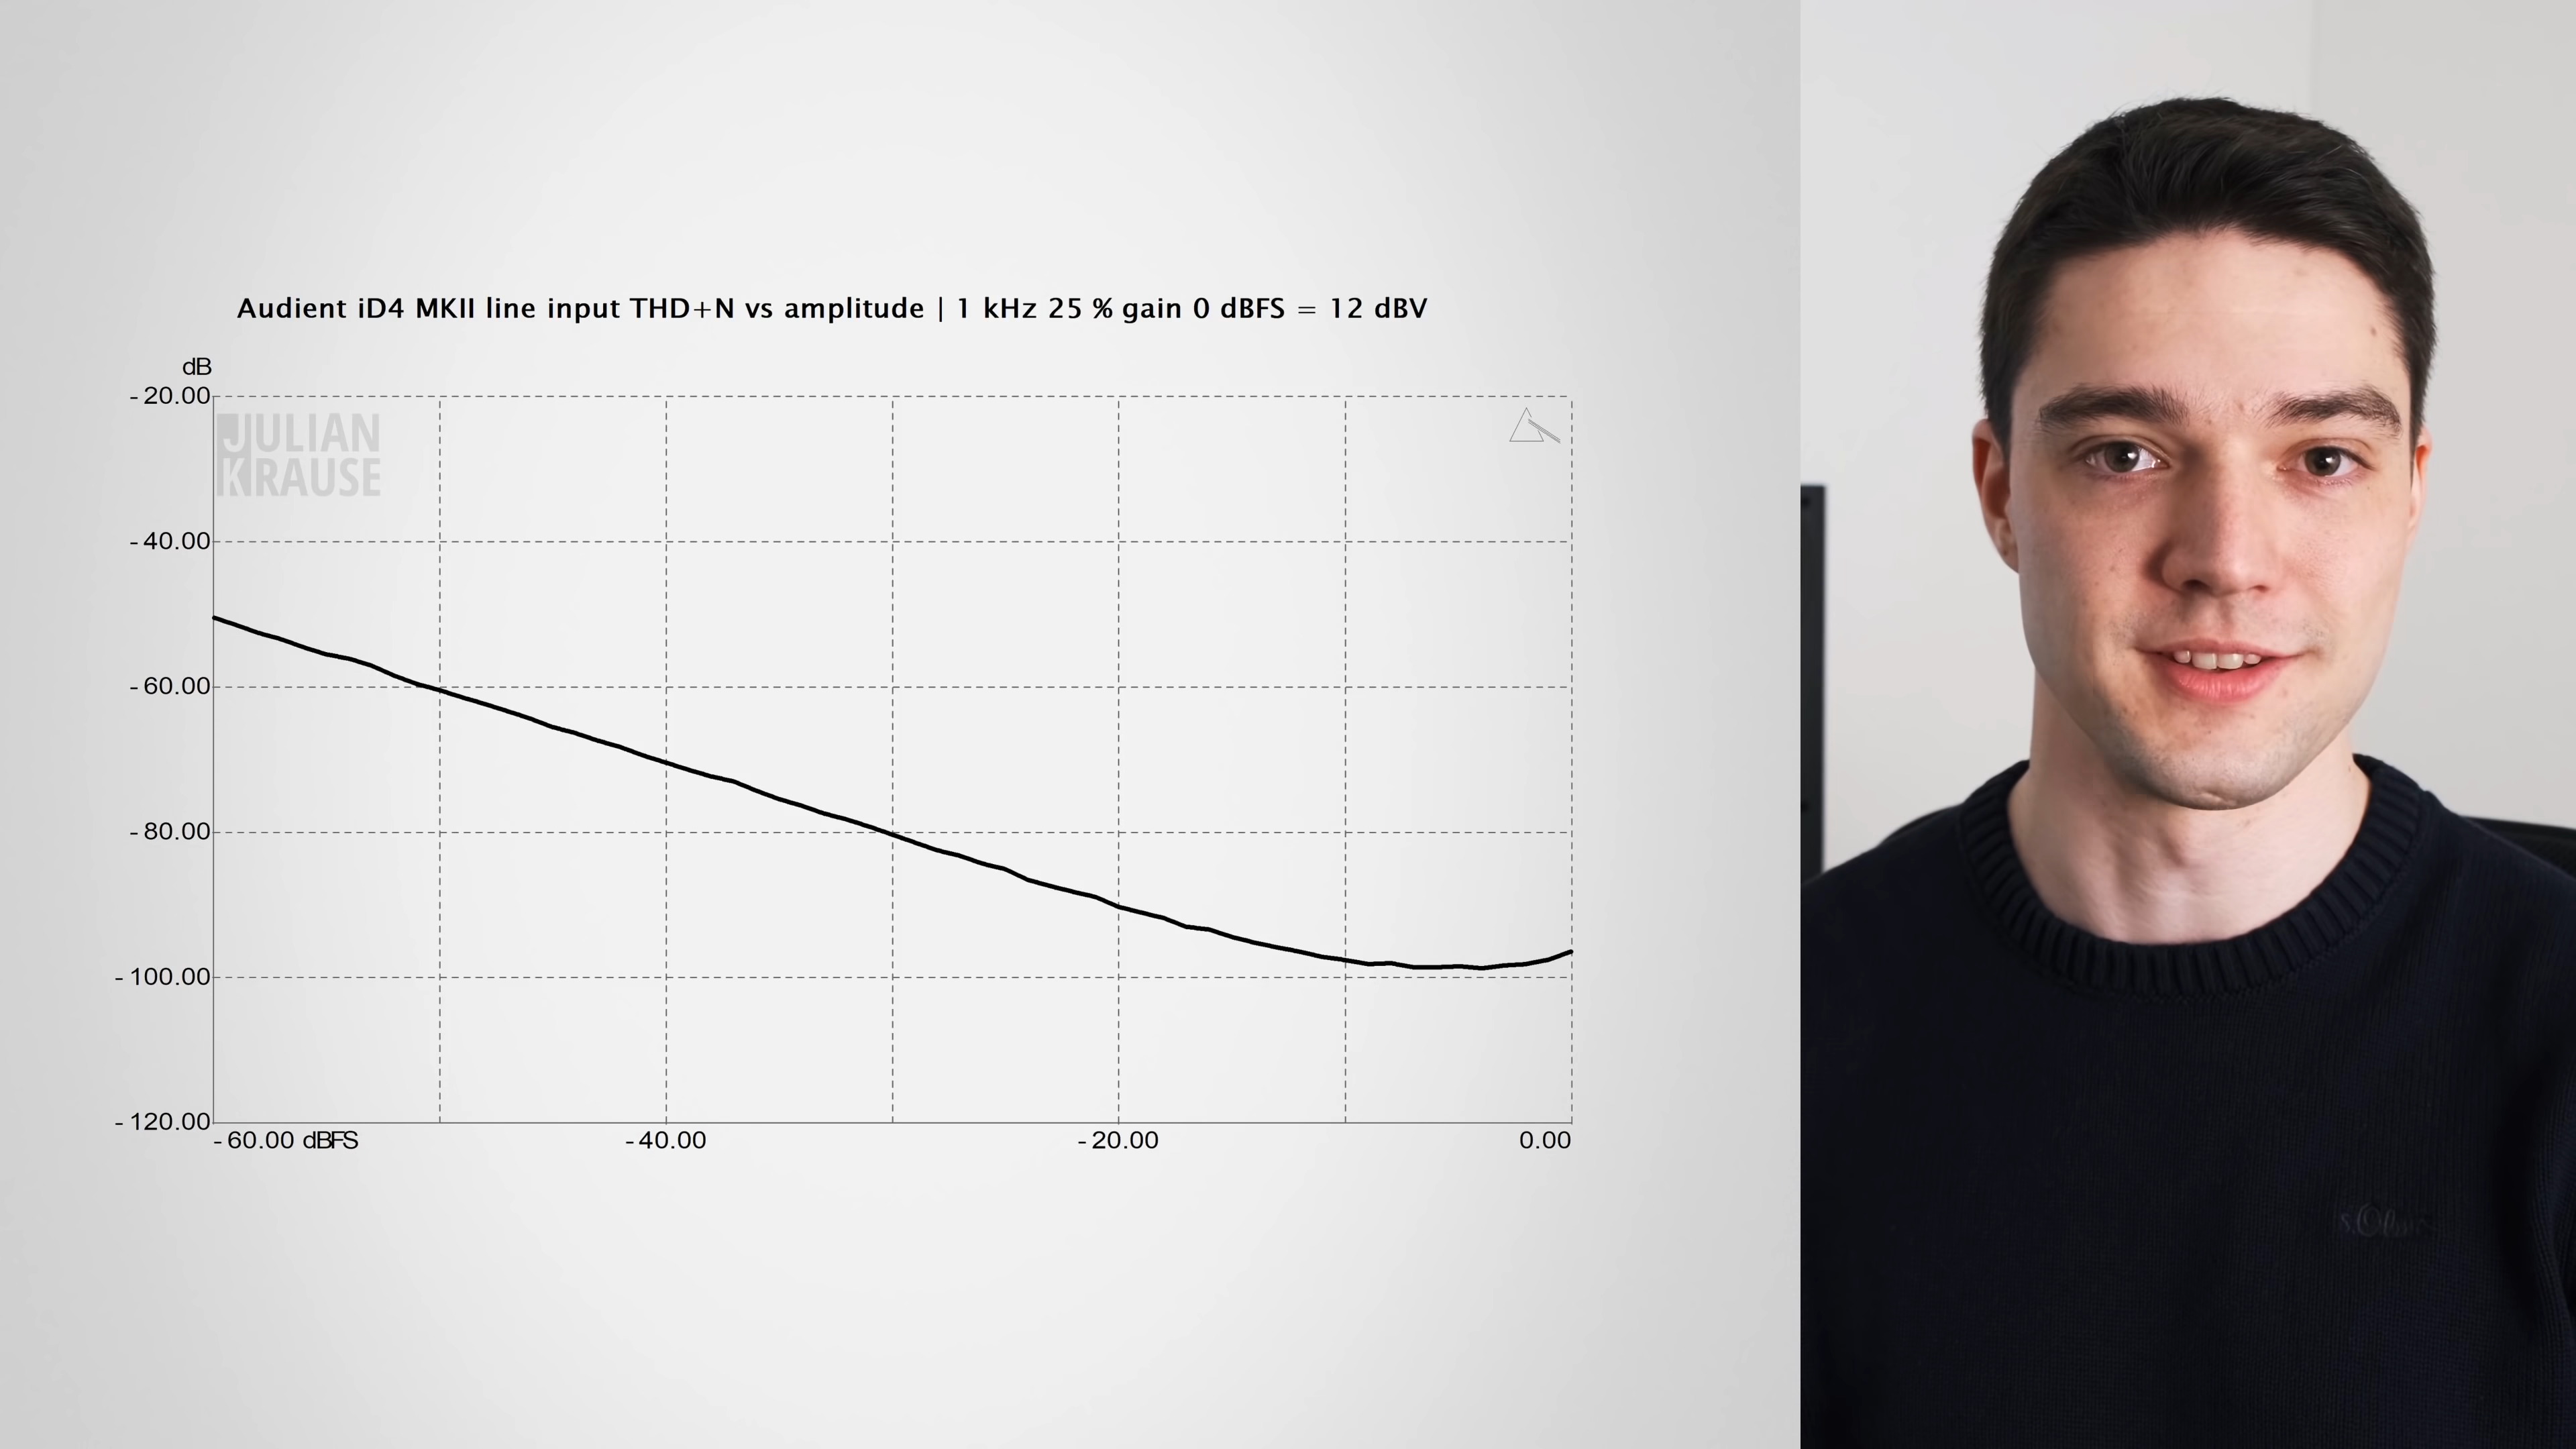 Audient iD4 MKII line input THD+N vs amplitude | 1 kHz 25 % gain 0 dBFS = 12 dBV
dB
-20.00
JULIAN
KRAUSE
-40.00
-60.00
-80.00
-100.00
-120.00
-60.00 dBFS
-40.00
-20.00
0.00